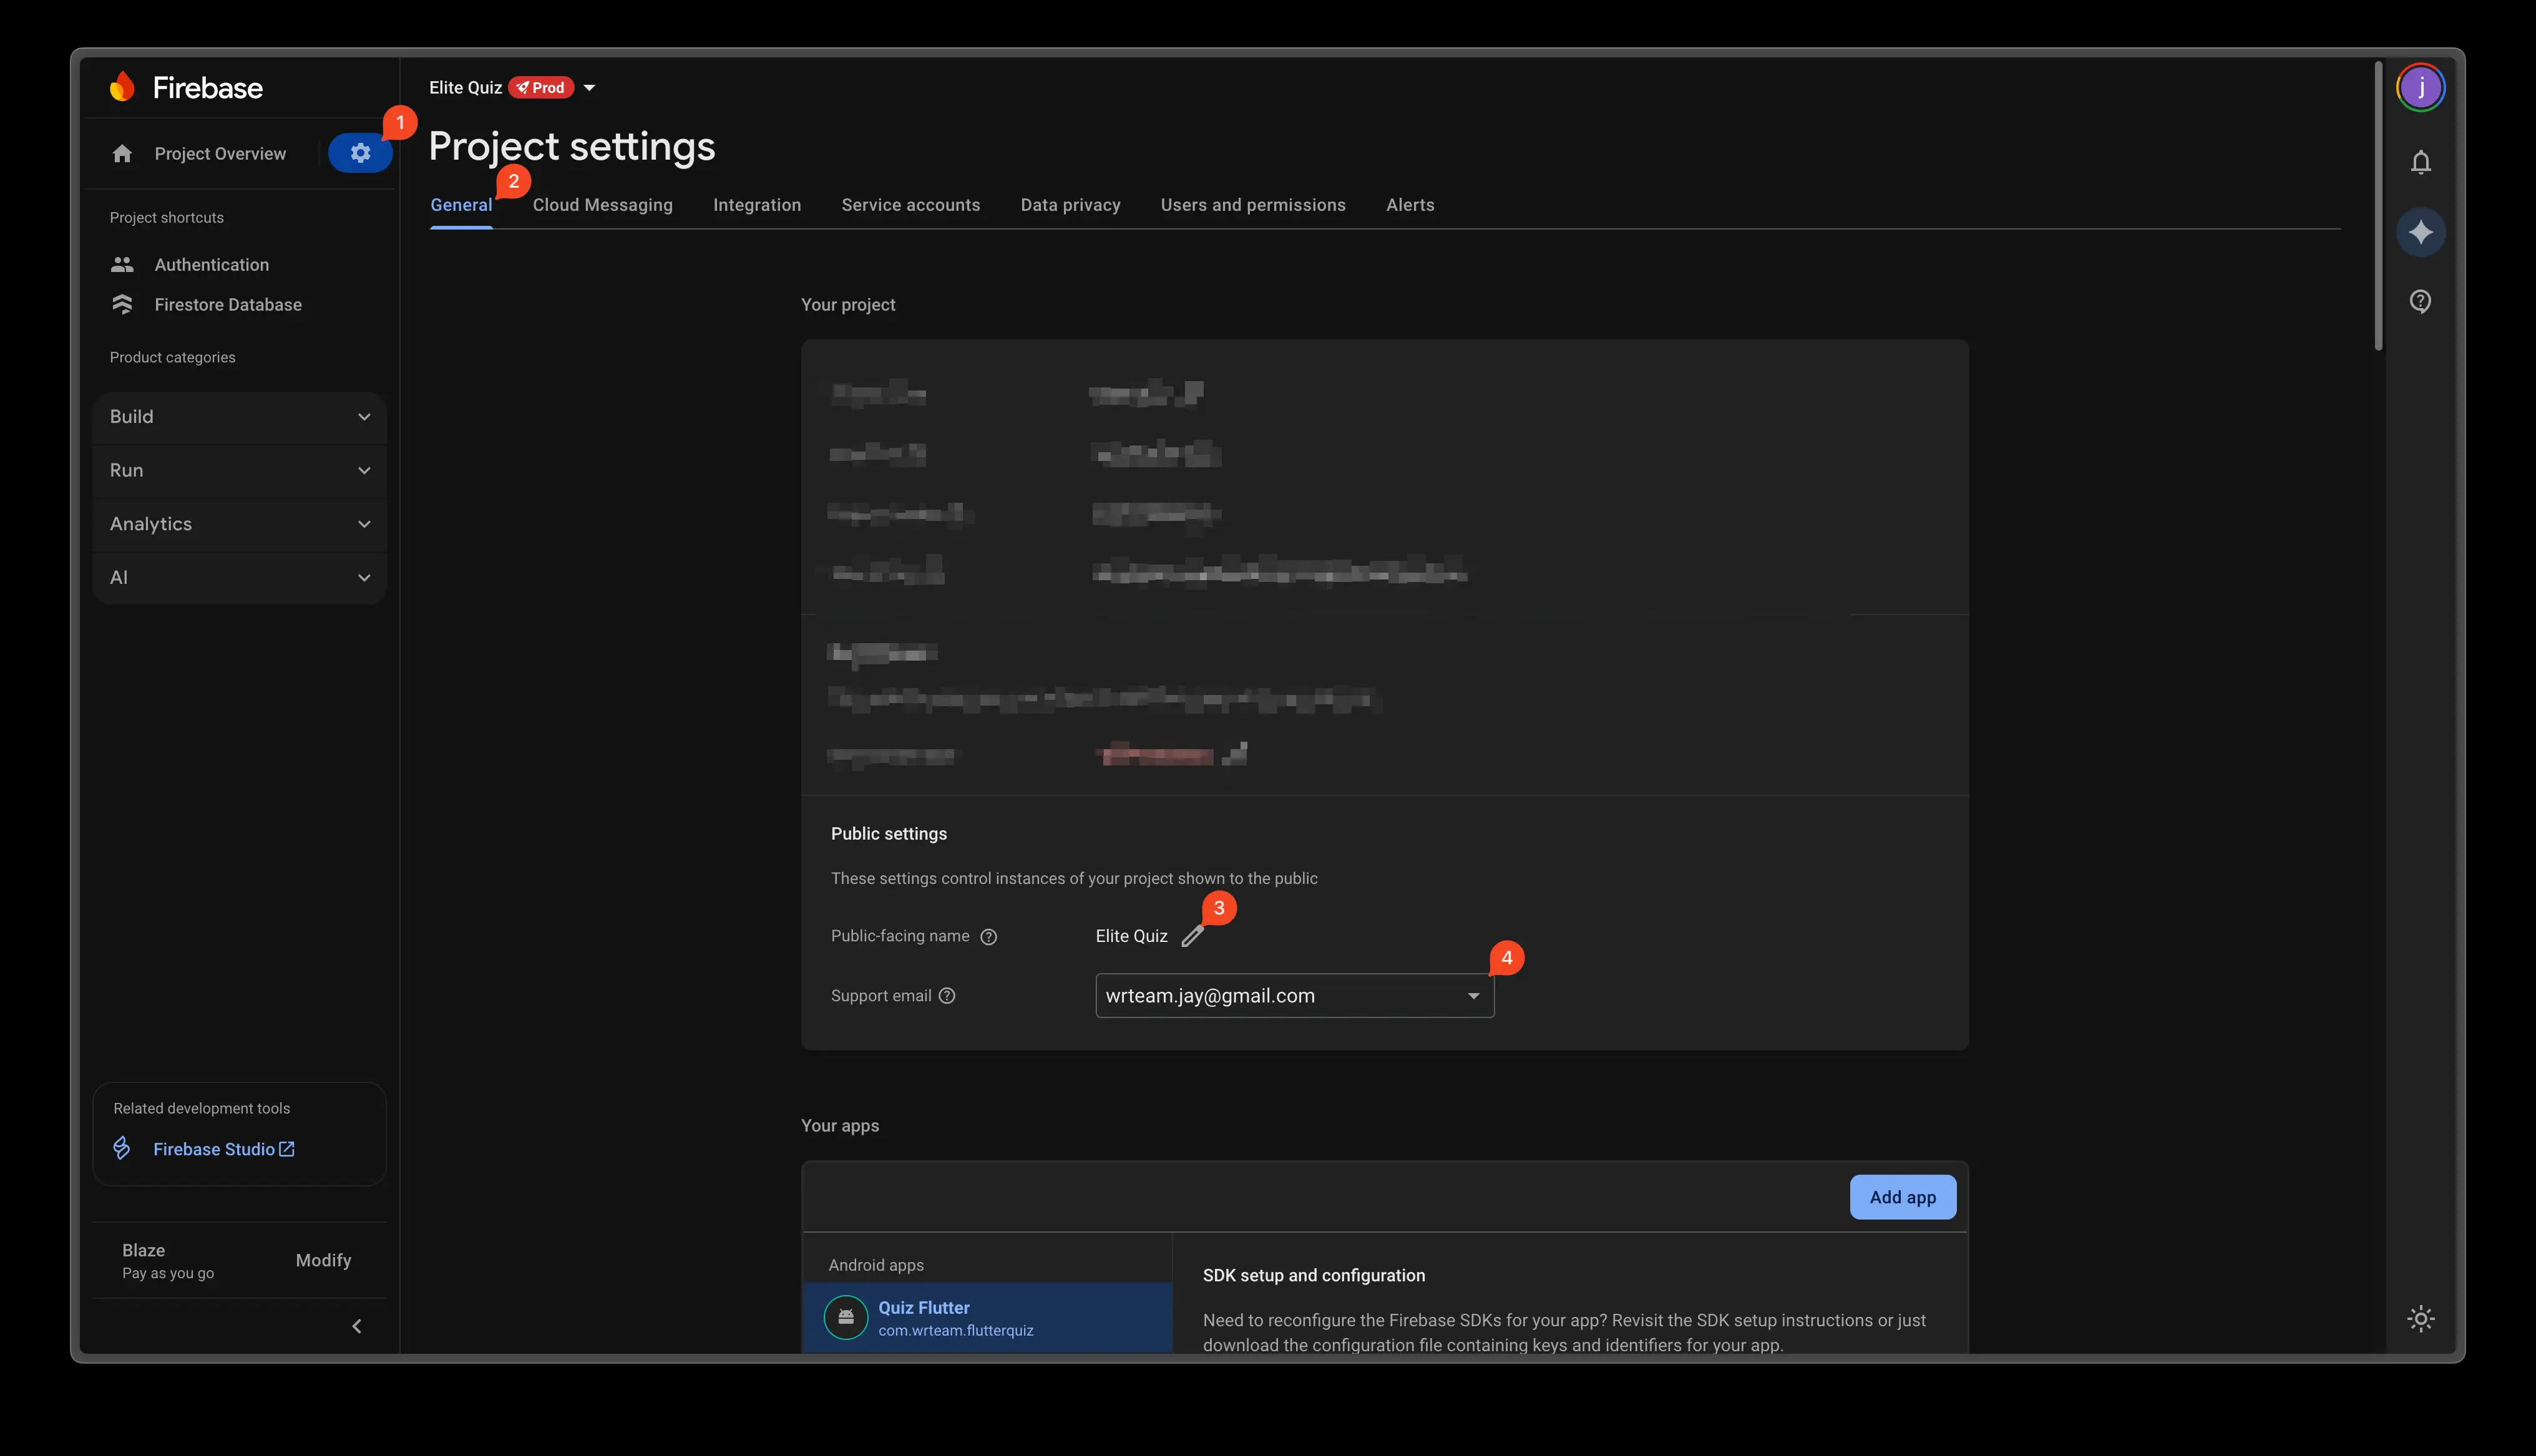 Firebase
Elite Quiz Prod
j
1
Project Overview
Project settings
2
General Cloud Messaging Integration Service accounts Data privacy Users and permissions Alerts
Project shortcuts
Authentication
Firestore Database
Product categories
Build
Run
Analytics
AI
Your project
Public settings
These settings control instances of your project shown to the public
3
Public-facing name Elite Quiz
4
Support email wrteam.jay@gmail.com
Your apps
Add app
Related development tools
Firebase Studio
Blaze
Pay as you go
Modify
Android apps
Quiz Flutter
com.wrteam.flutterquiz
SDK setup and configuration
Need to reconfigure the Firebase SDKs for your app? Revisit the SDK setup instructions or just
download the configuration file containing keys and identifiers for your app.